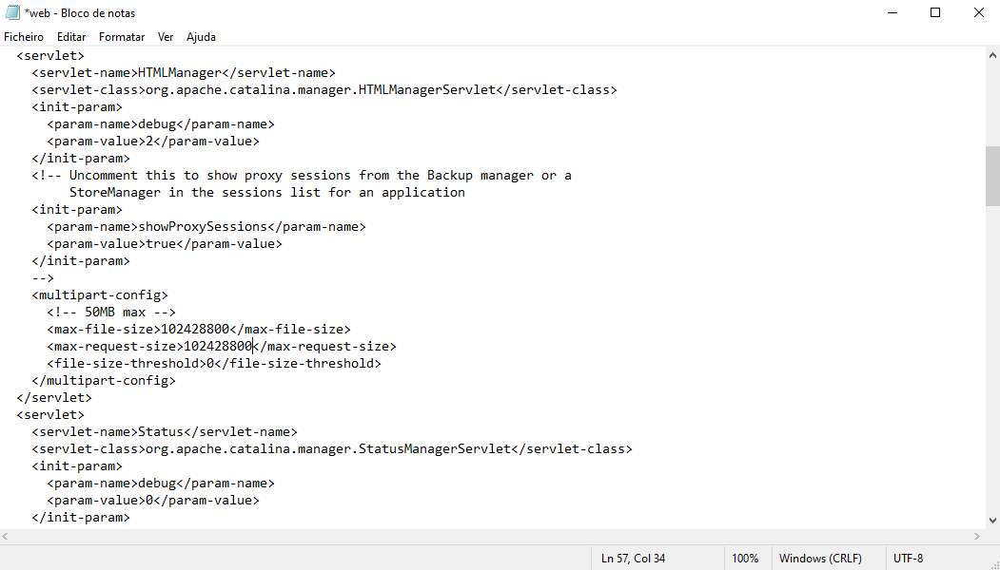 *web - Bloco de notas
Ficheiro Editar Formatar Ver Ajuda
<servlet>
<servlet-name>HTMLManager</servlet-name>
<servlet-class>org.apache.catalina.manager.HTMLManagerServlet</servlet-class>
<init-param>
<param-name>debug</param-name>
<param-value>2</param-value>
</init-param>
<!-- Uncomment this to show proxy sessions from the Backup manager or a
StoreManager in the sessions list for an application
<init-param>
<param-name>showProxySessions</param-name>
<param-value>true</param-value>
</init-param>
-->
<multipart-config>
<!-- 50MB max -->
<max-file-size>102428800</max-file-size>
<max-request-size>102428800</max-request-size>
<file-size-threshold>0</file-size-threshold>
</multipart-config>
</servlet>
<servlet>
<servlet-name>Status</servlet-name>
<servlet-class>org.apache.catalina.manager.StatusManagerServlet</servlet-class>
<init-param>
<param-name>debug</param-name>
<param-value>0</param-value>
</init-param>
Ln 57, Col 34 100% Windows (CRLF) UTF-8